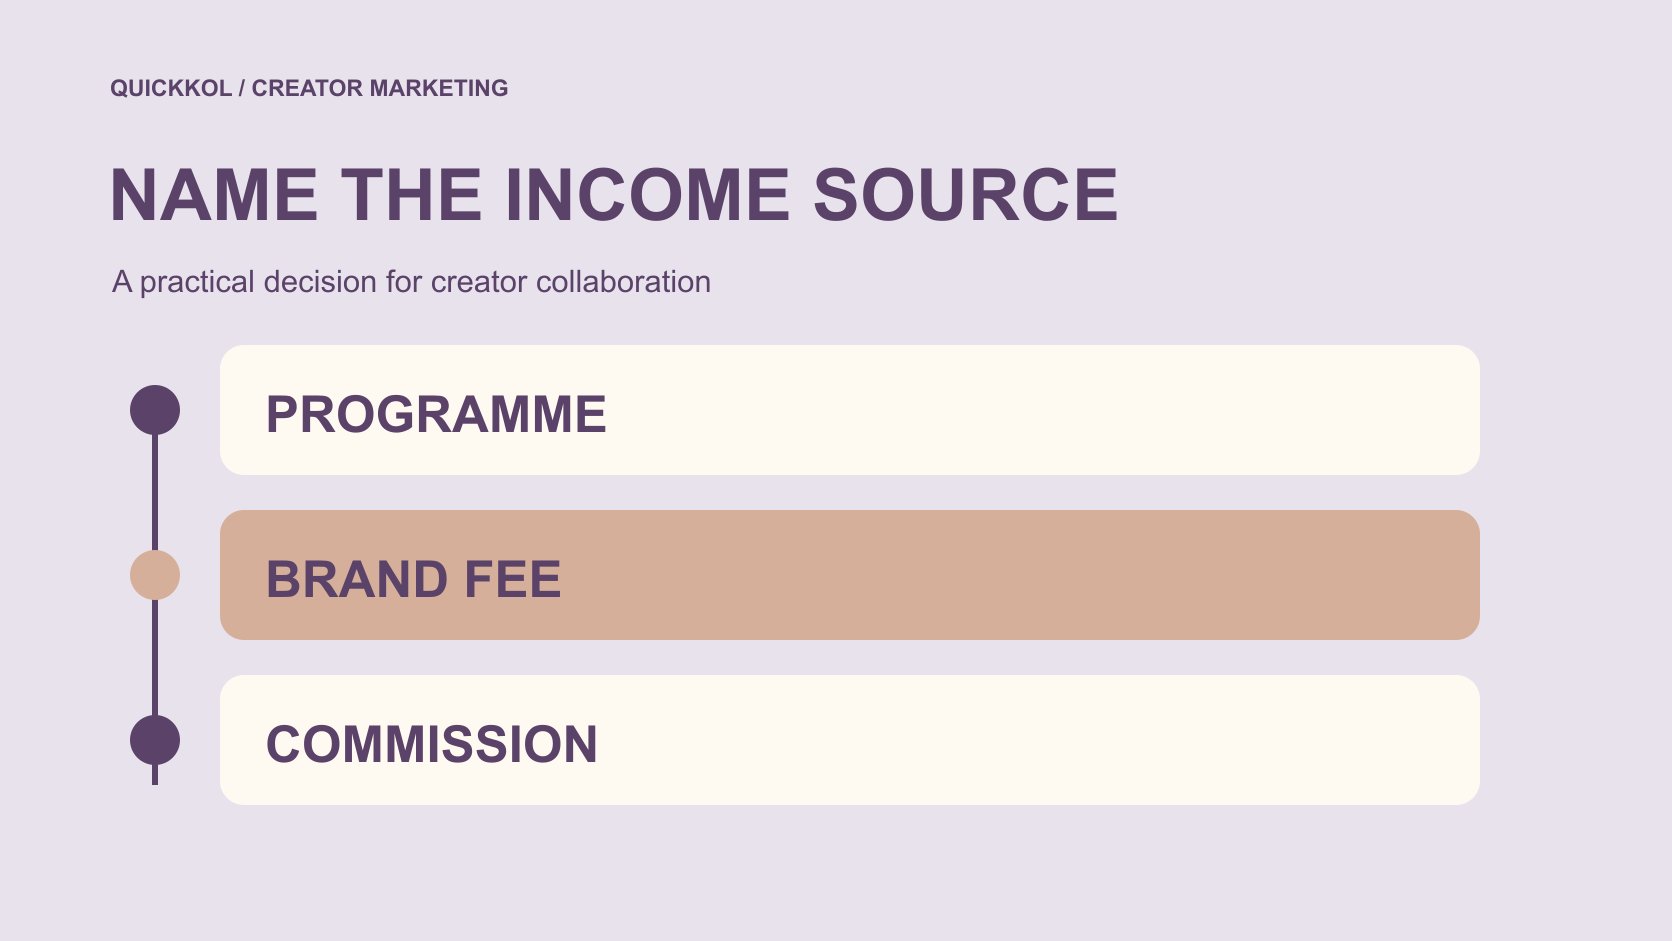 QUICKKOL / CREATOR MARKETING
NAME THE INCOME SOURCE
A practical decision for creator collaboration
PROGRAMME
BRAND FEE
COMMISSION